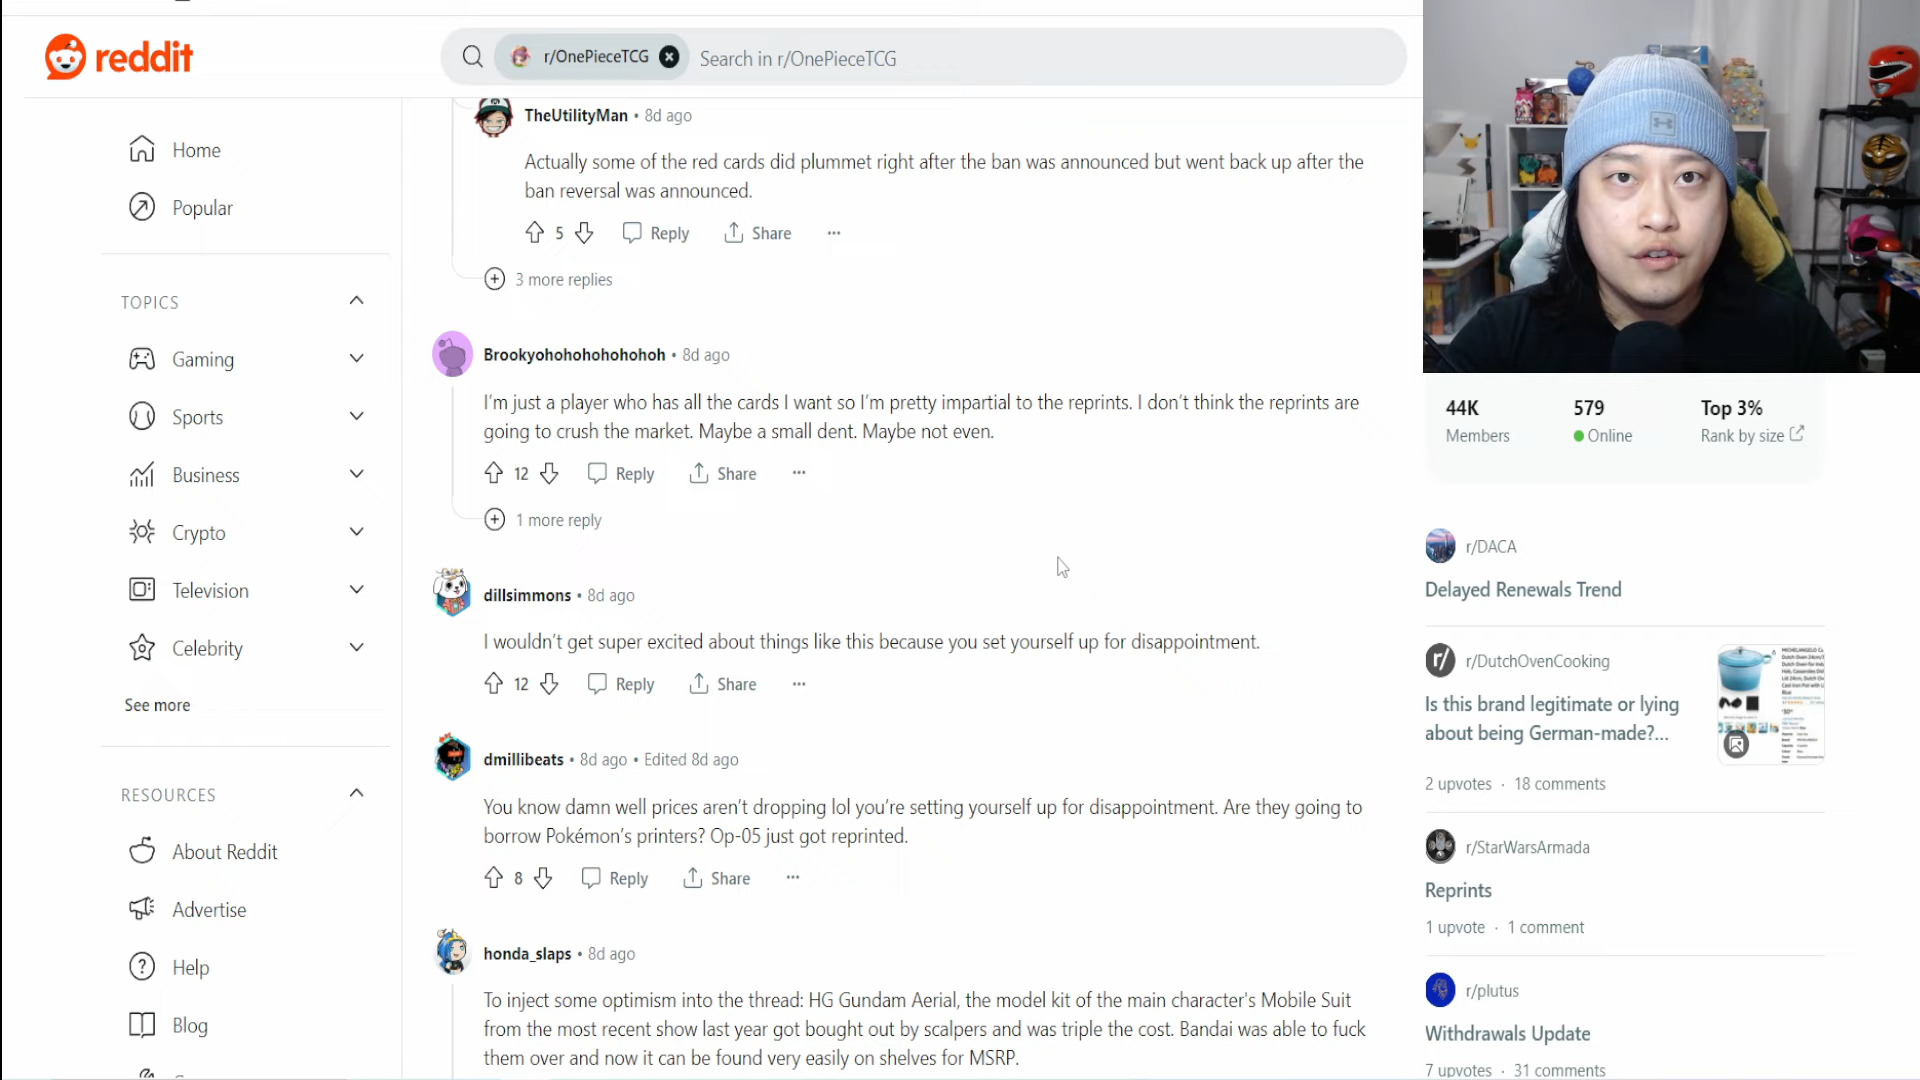 reddit
r/OnePieceTCG
Search in r/OnePieceTCG
Home
Popular
TOPICS
Gaming
Sports
Business
Crypto
Television
Celebrity
See more
RESOURCES
About Reddit
Advertise
Help
Blog
TheUtilityMan • 8d ago
Actually some of the red cards did plummet right after the ban was announced but went back up after the
ban reversal was announced.
5 Reply Share ···
3 more replies
Brookyohohohohohohoh • 8d ago
I'm just a player who has all the cards I want so I'm pretty impartial to the reprints. I don't think the reprints are
going to crush the market. Maybe a small dent. Maybe not even.
12 Reply Share ···
1 more reply
dillsimmons • 8d ago
I wouldn't get super excited about things like this because you set yourself up for disappointment.
12 Reply Share ···
dmillibeats • 8d ago • Edited 8d ago
You know damn well prices aren't dropping lol you're setting yourself up for disappointment. Are they going to
borrow Pokémon's printers? Op-05 just got reprinted.
8 Reply Share ···
honda_slaps • 8d ago
To inject some optimism into the thread: HG Gundam Aerial, the model kit of the main character's Mobile Suit
from the most recent show last year got bought out by scalpers and was triple the cost. Bandai was able to fuck
them over and now it can be found very easily on shelves for MSRP.
44K 579 Top 3%
Members Online Rank by size
r/DACA
Delayed Renewals Trend
r/
r/DutchOvenCooking
Is this brand legitimate or lying
about being German-made?...
2 upvotes · 18 comments
r/StarWarsArmada
Reprints
1 upvote · 1 comment
r/plutus
Withdrawals Update
7 upvotes · 31 comments